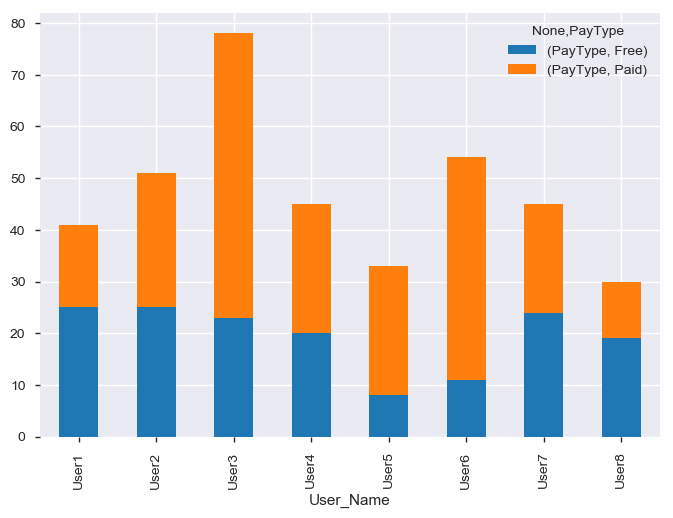 80
70
60
50
40
30
20
10
0
None,PayType
(PayType, Free)
(PayType, Paid)
User1
User2
User3
User4
User5
User6
User7
User8
User_Name